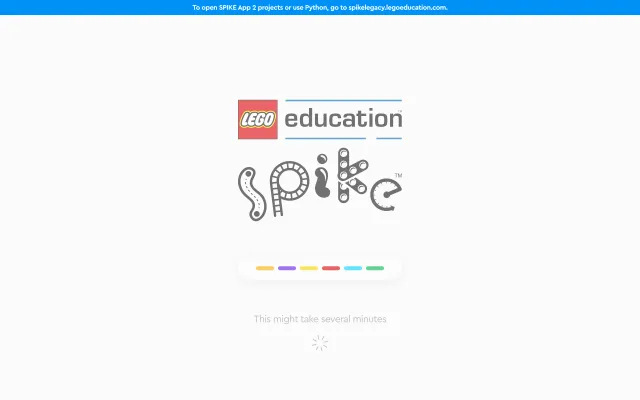 To open SPIKE App 2 projects or use Python, go to spikelegacy.legoeducation.com.
LEGO education
spike™
This might take several minutes